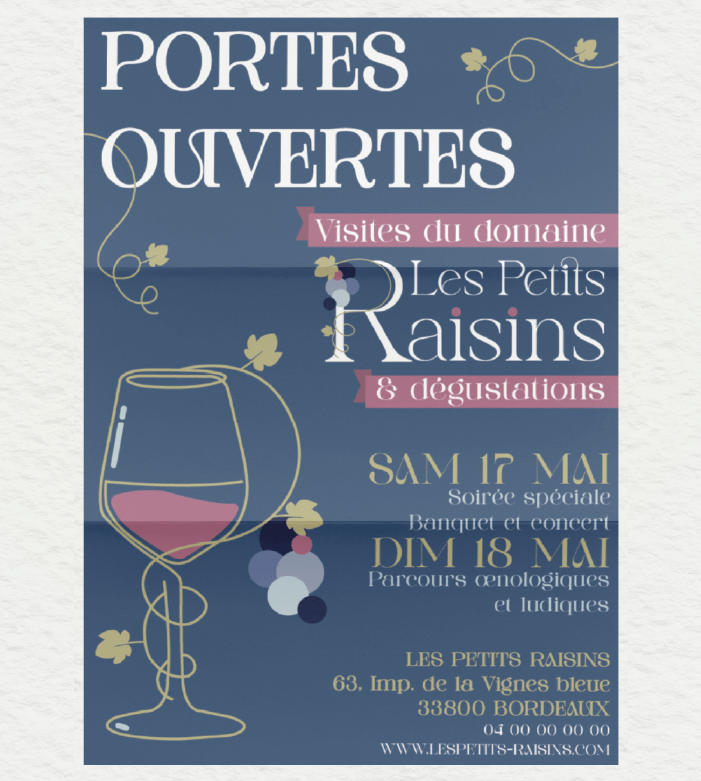 PORTES
OUVERTES
Visites du domaine
Les Petits
Raisins
& dégustations
SAM 17 MAI
Soirée spéciale
Banquet et concert
DIM 18 MAI
Parcours œnologiques
et ludiques
LES PETITS RAISINS
63, Imp. de la Vignes bleue
33800 BORDEAUX
04 00 00 00 00
WWW.LESPETITS-RAISINS.COM